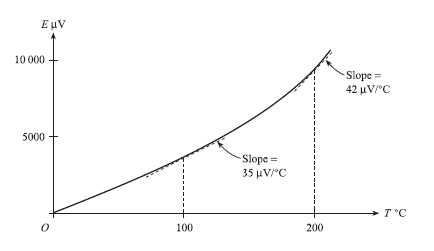 E µV
10 000
Slope =
42 µV/°C
5000
Slope =
35 µV/°C
T °C
O
100
200